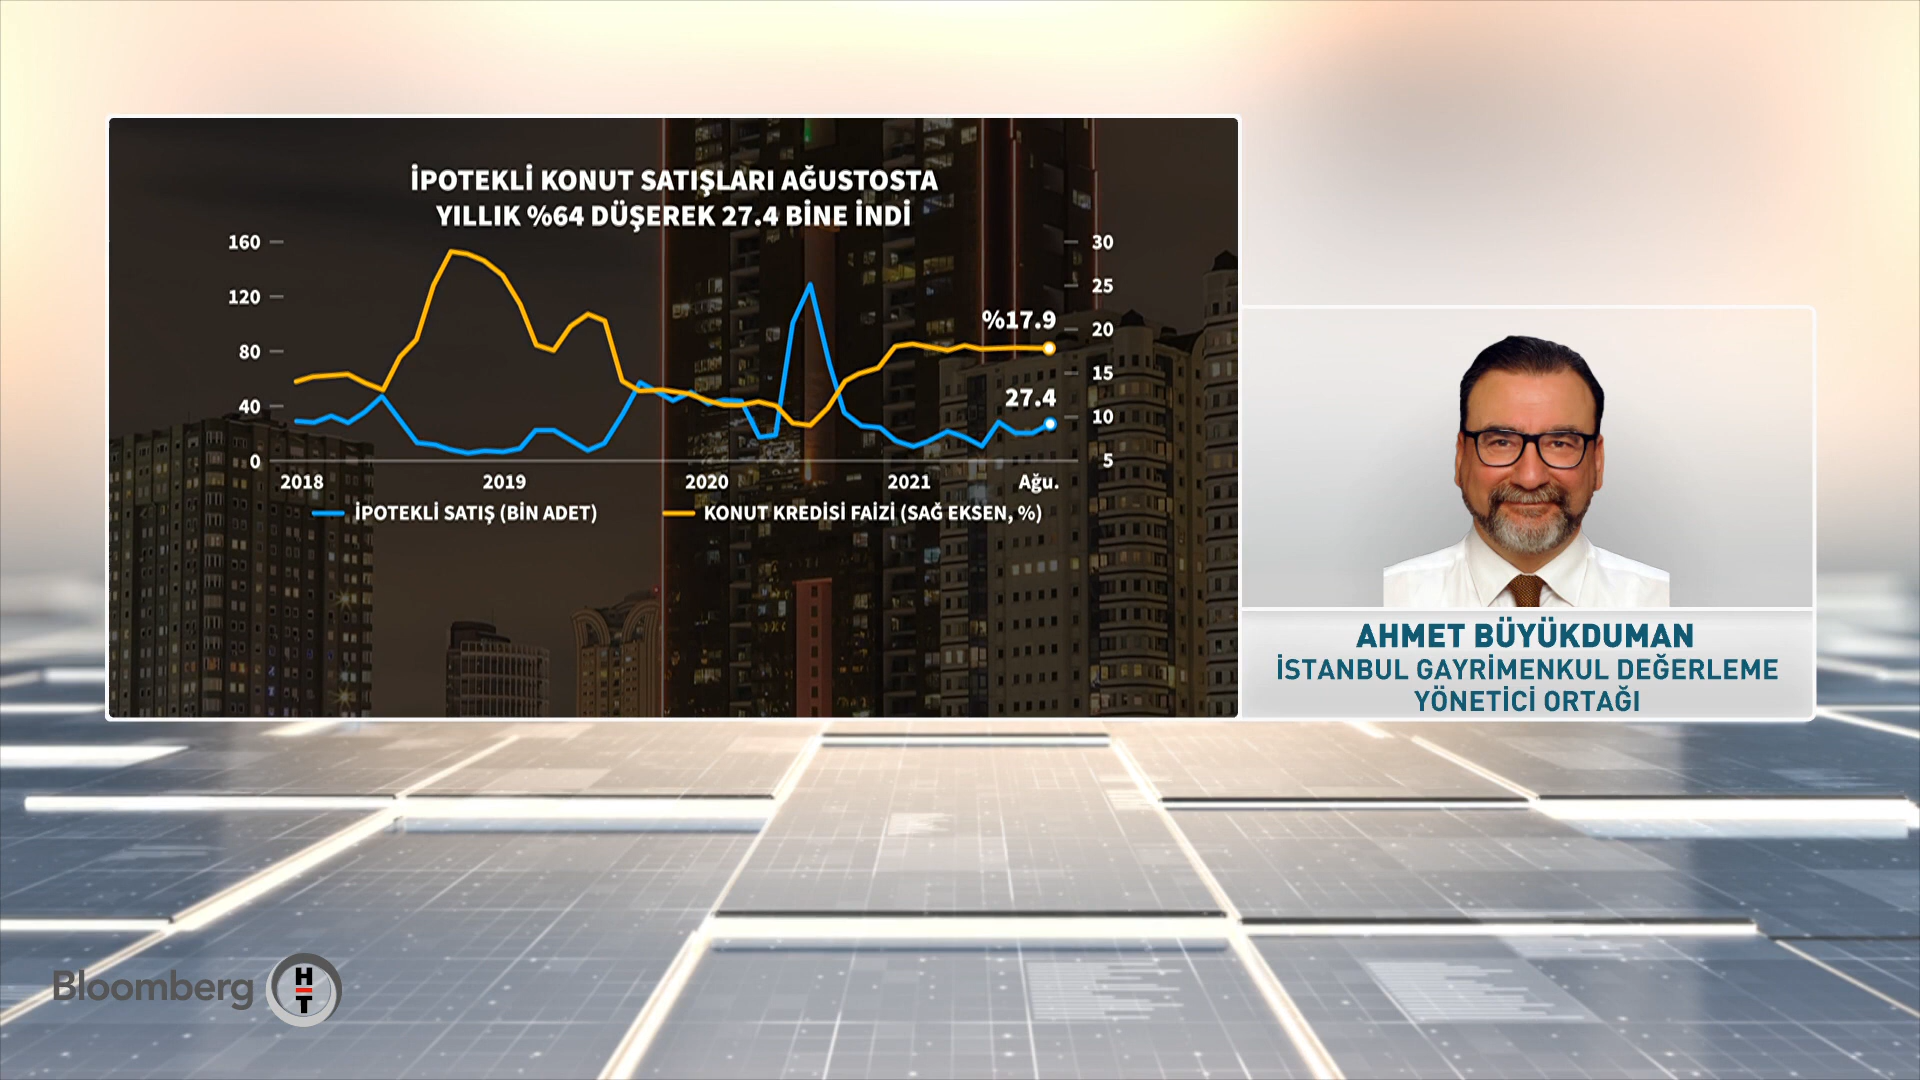 İPOTEKLİ KONUT SATIŞLARI AĞUSTOSTA
YILLIK %64 DÜŞEREK 27.4 BİNE İNDİ
160
120
80
40
0
30
25
20
15
10
5
%17.9
27.4
2018 2019 2020 2021 Ağu.
İPOTEKLİ SATIŞ (BİN ADET) KONUT KREDİSİ FAİZİ (SAĞ EKSEN, %)
AHMET BÜYÜKDUMAN
İSTANBUL GAYRİMENKUL DEĞERLEME
YÖNETİCİ ORTAĞI
Bloomberg HT